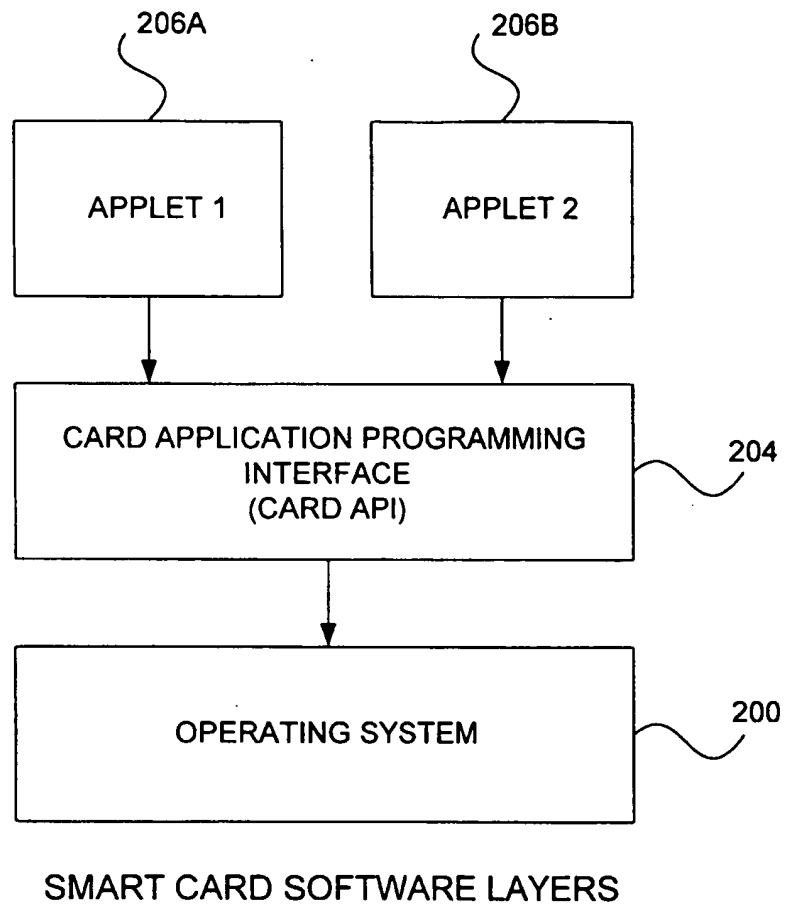 206A
206B
APPLET 1
APPLET 2
CARD APPLICATION PROGRAMMING
INTERFACE
(CARD API)
204
OPERATING SYSTEM
200
SMART CARD SOFTWARE LAYERS